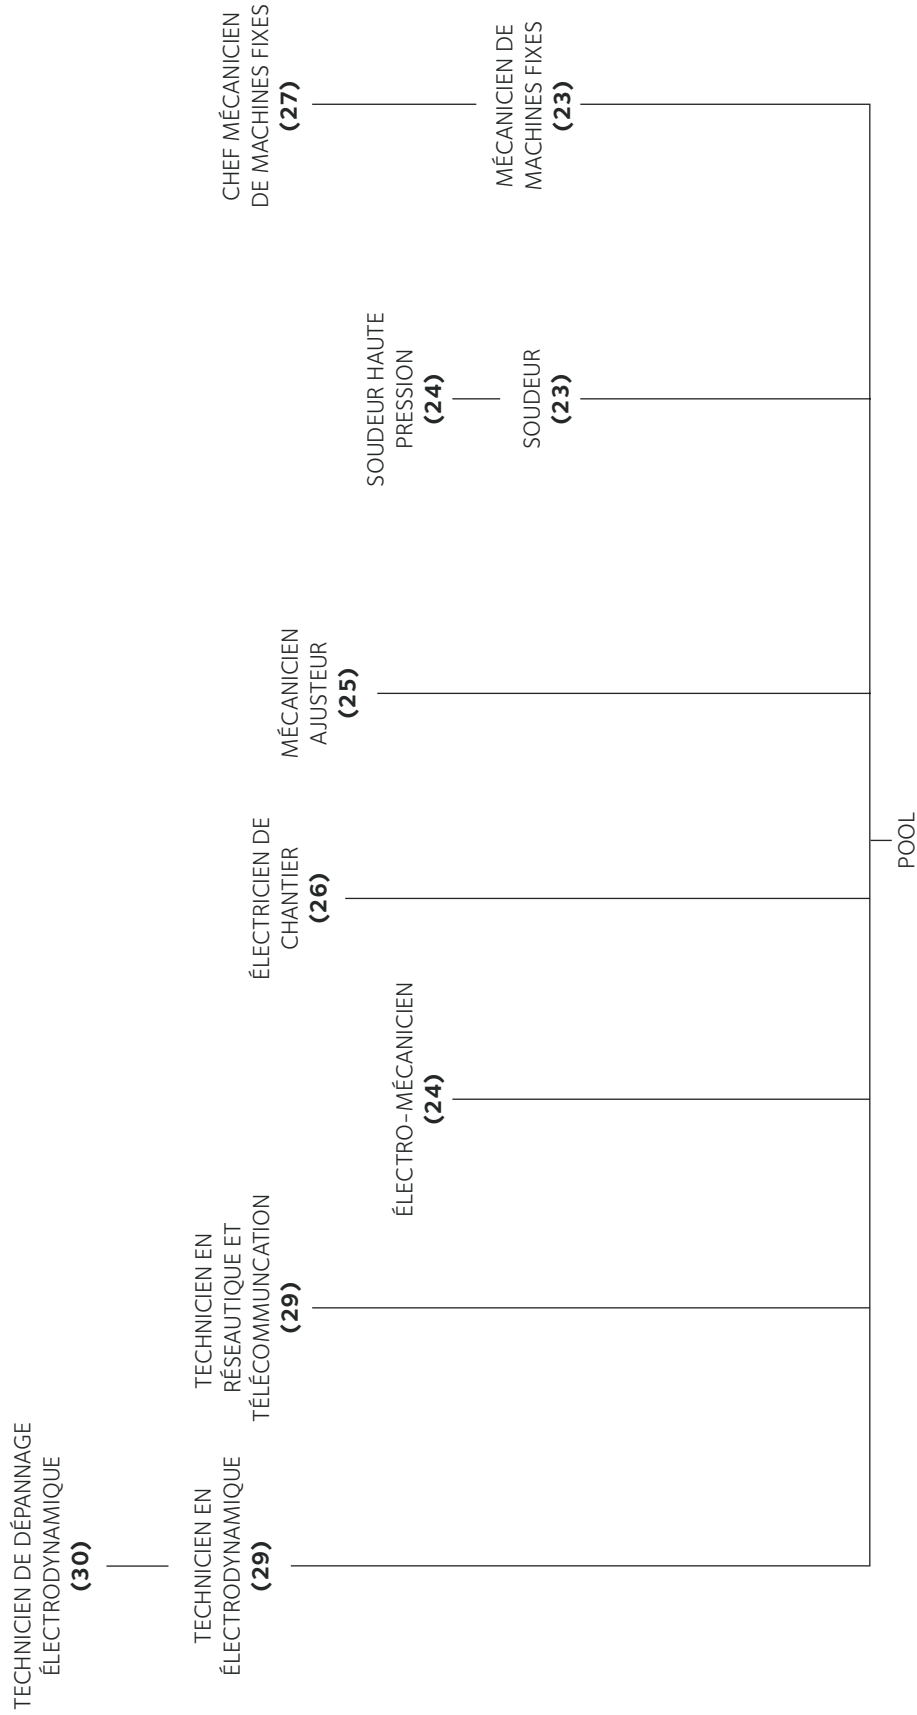 TECHNICIEN DE DÉPANNAGE
ÉLECTRODYNAMIQUE
(30)
TECHNICIEN EN
ÉLECTRODYNAMIQUE
(29)
TECHNICIEN EN
RÉSEAUTIQUE ET
TÉLÉCOMMUNCATION
(29)
ÉLECTRO-MÉCANICIEN
(24)
ÉLECTRICIEN DE
CHANTIER
(26)
MÉCANICIEN
AJUSTEUR
(25)
SOUDEUR HAUTE
PRESSION
(24)
SOUDEUR
(23)
CHEF MÉCANICIEN
DE MACHINES FIXES
(27)
MÉCANICIEN DE
MACHINES FIXES
(23)
POOL